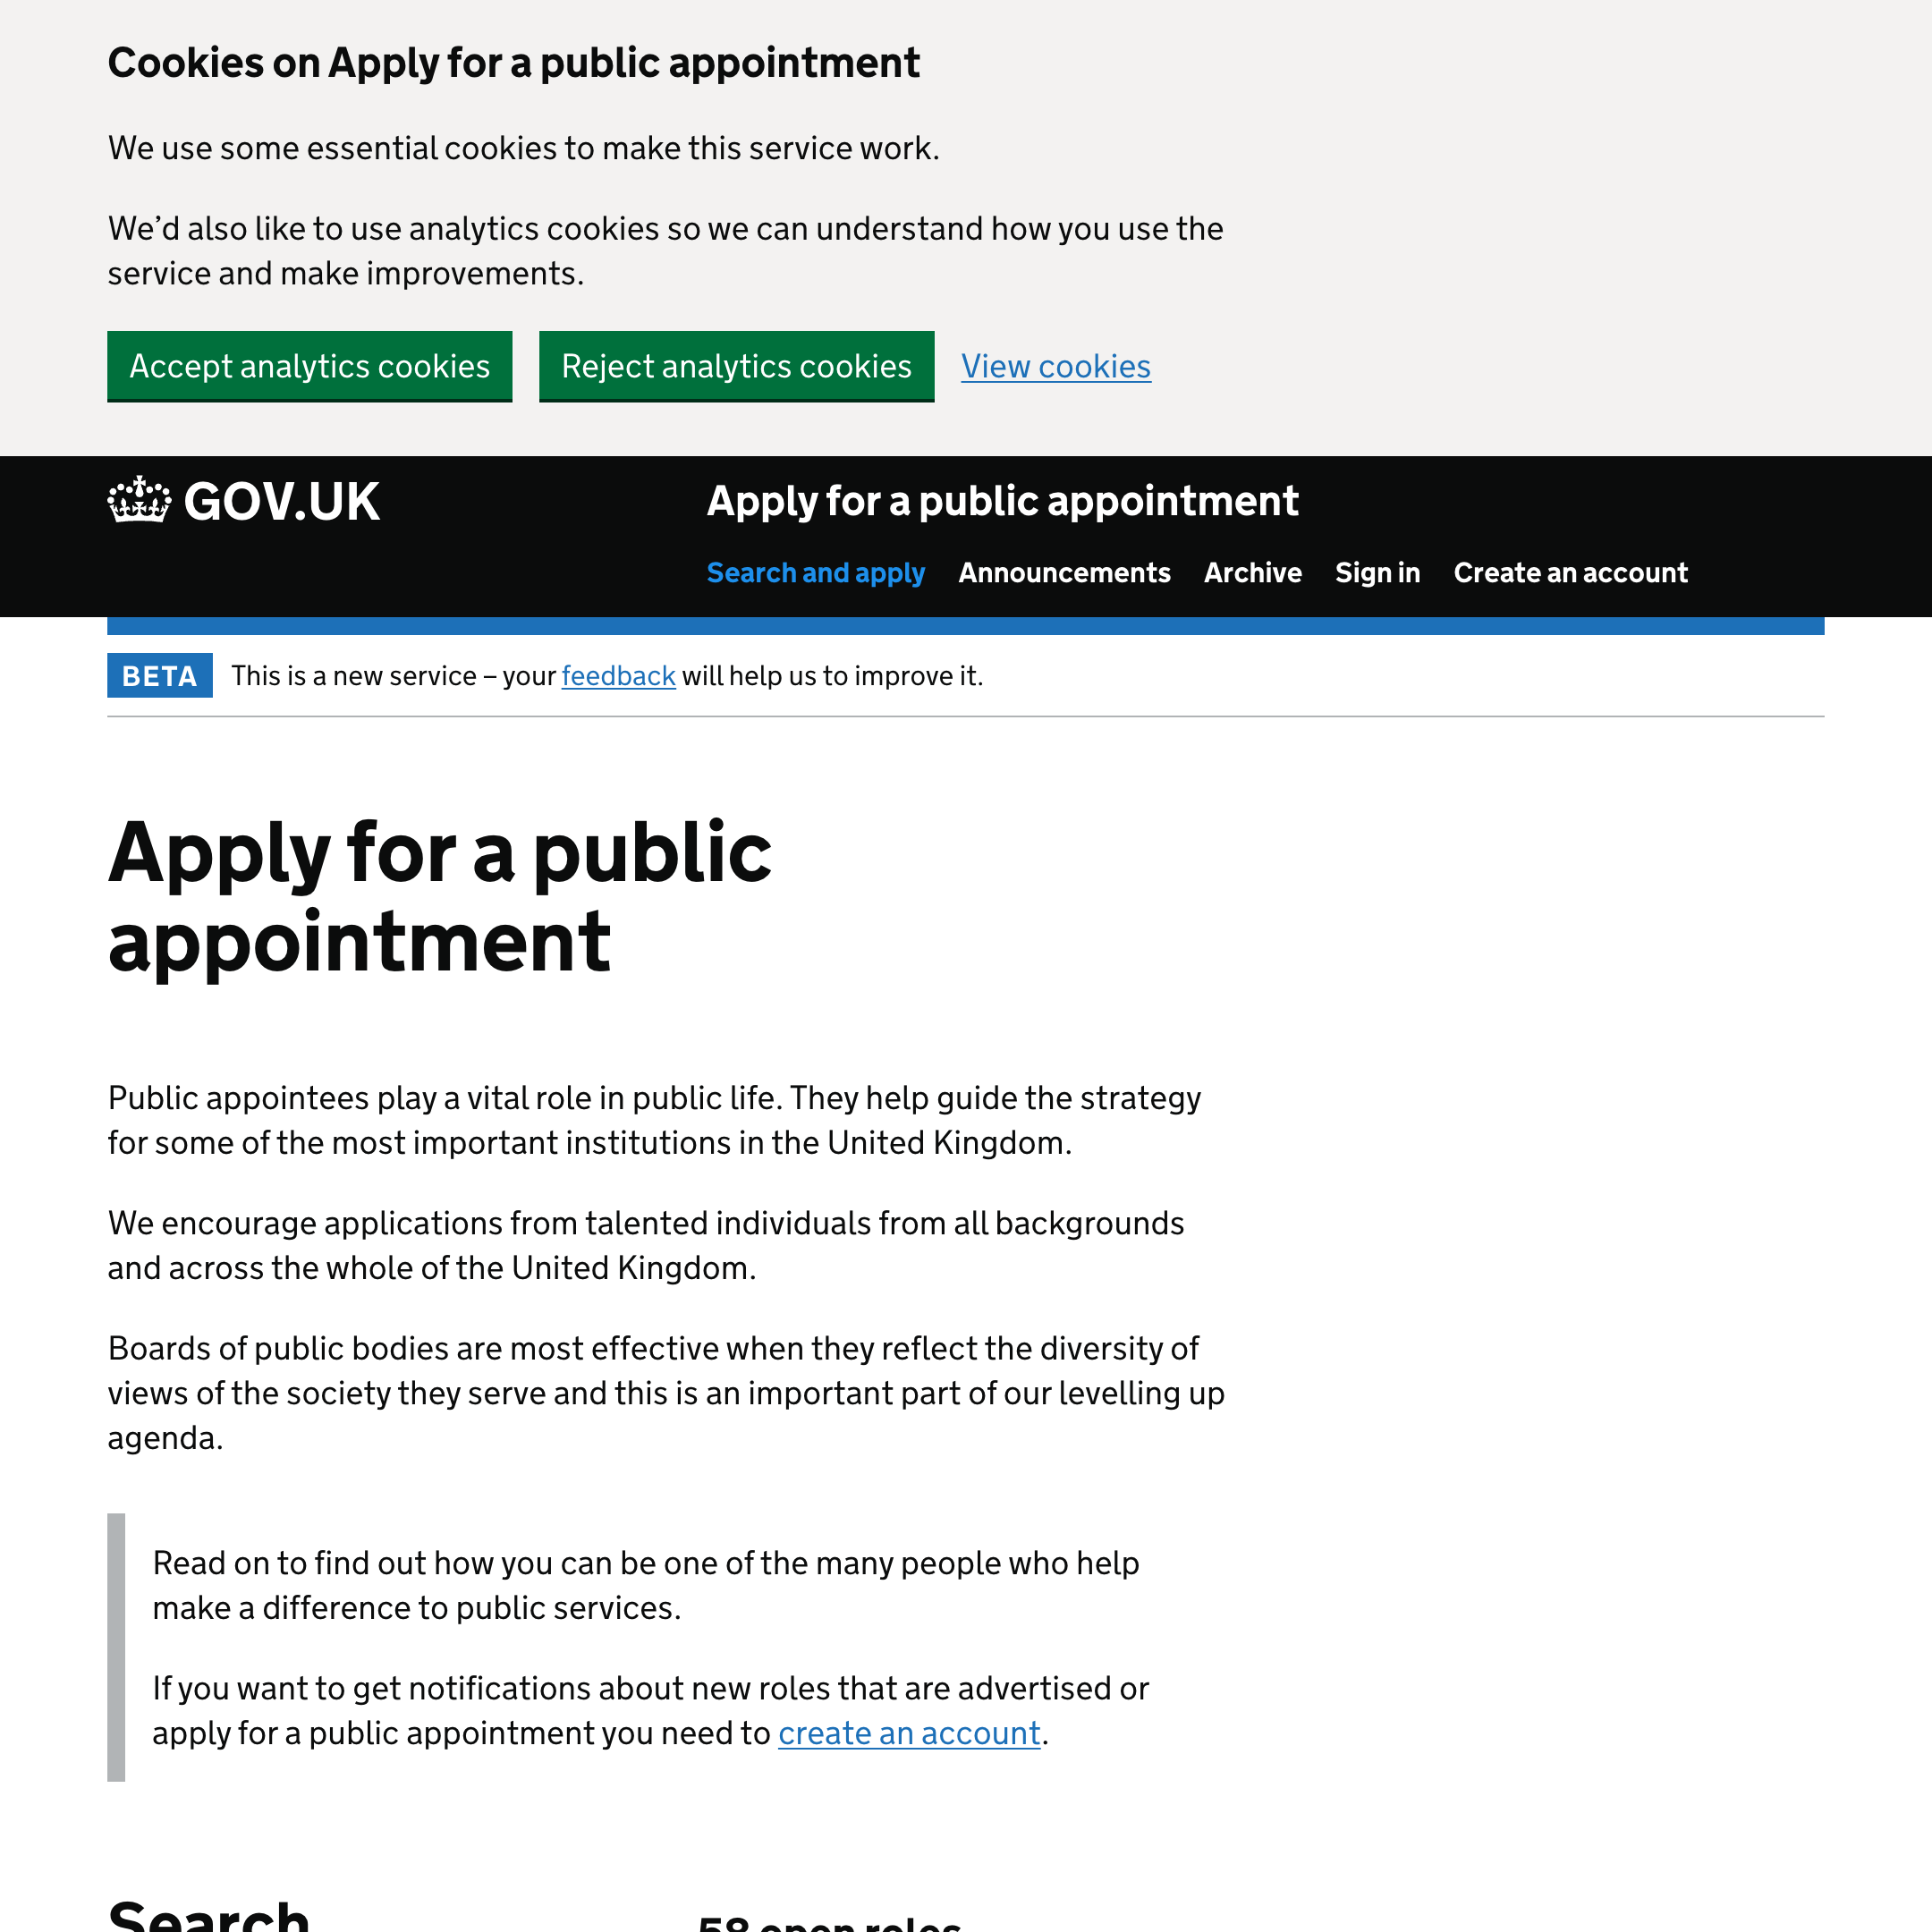 Cookies on Apply for a public appointment
We use some essential cookies to make this service work.
We’d also like to use analytics cookies so we can understand how you use the
service and make improvements.
Accept analytics cookies Reject analytics cookies View cookies
GOV.UK Apply for a public appointment
Search and apply Announcements Archive Sign in Create an account
BETA This is a new service – your feedback will help us to improve it.
Apply for a public
appointment
Public appointees play a vital role in public life. They help guide the strategy
for some of the most important institutions in the United Kingdom.
We encourage applications from talented individuals from all backgrounds
and across the whole of the United Kingdom.
Boards of public bodies are most effective when they reflect the diversity of
views of the society they serve and this is an important part of our levelling up
agenda.
Read on to find out how you can be one of the many people who help
make a difference to public services.
If you want to get notifications about new roles that are advertised or
apply for a public appointment you need to create an account.
Search 58 open roles